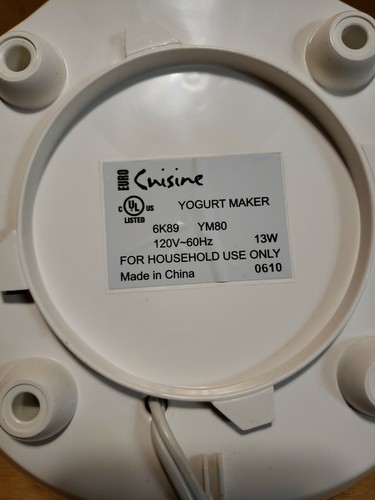 EURO Cuisine
C UL US
LISTED
YOGURT MAKER
6K89 YM80
120V~60Hz 13W
FOR HOUSEHOLD USE ONLY
Made in China 0610